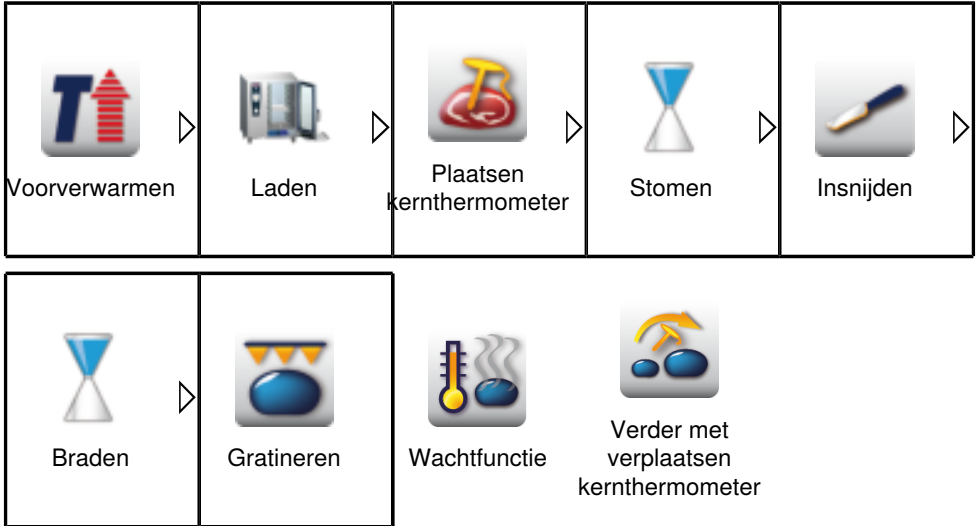 Voorverwarmen
Laden
Plaatsen
kernthermometer
Stomen
Insnijden
Braden
Gratineren
Wachtfunctie
Verder met
verplaatsen
kernthermometer